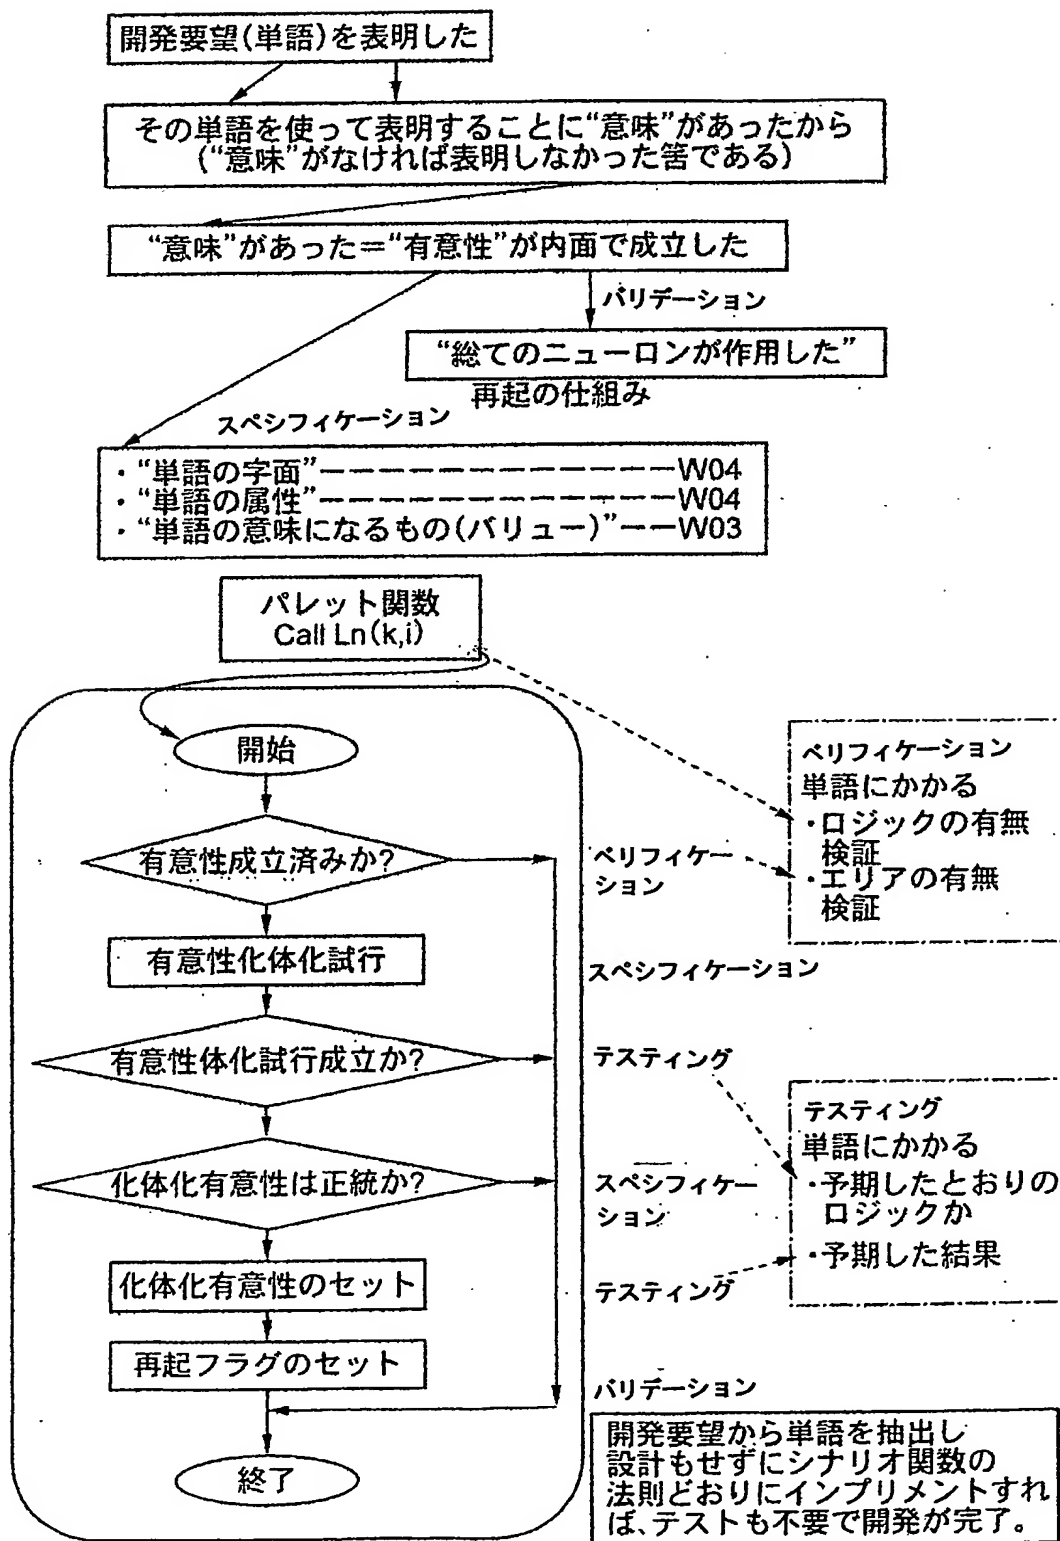 開発要望(単語)を表明した
その単語を使って表明することに“意味”があったから
(“意味”がなければ表明しなかった筈である)
“意味”があった＝“有意性”が内面で成立した
バリデーション
“総てのニューロンが作用した”
再起の仕組み
スペシフィケーション
・“単語の字面”ーーーーーーーーーーーーーW04
・“単語の属性”ーーーーーーーーーーーーーW04
・“単語の意味になるもの(バリュー)”ーーW03
パレット関数
Call Ln(k,i)
開始
有意性成立済みか?
有意性化体化試行
有意性体化試行成立か?
化体化有意性は正統か?
化体化有意性のセット
再起フラグのセット
終了
ベリフィケー
ション
スペシフィケーション
テスティング
スペシフィケー
ション
テスティング
バリデーション
ベリフィケーション
単語にかかる
・ロジックの有無
検証
・エリアの有無
検証
テスティング
単語にかかる
・予期したとおりの
ロジックか
・予期した結果
開発要望から単語を抽出し
設計もせずにシナリオ関数の
法則どおりにインプリメントすれ
ば、テストも不要で開発が完了。